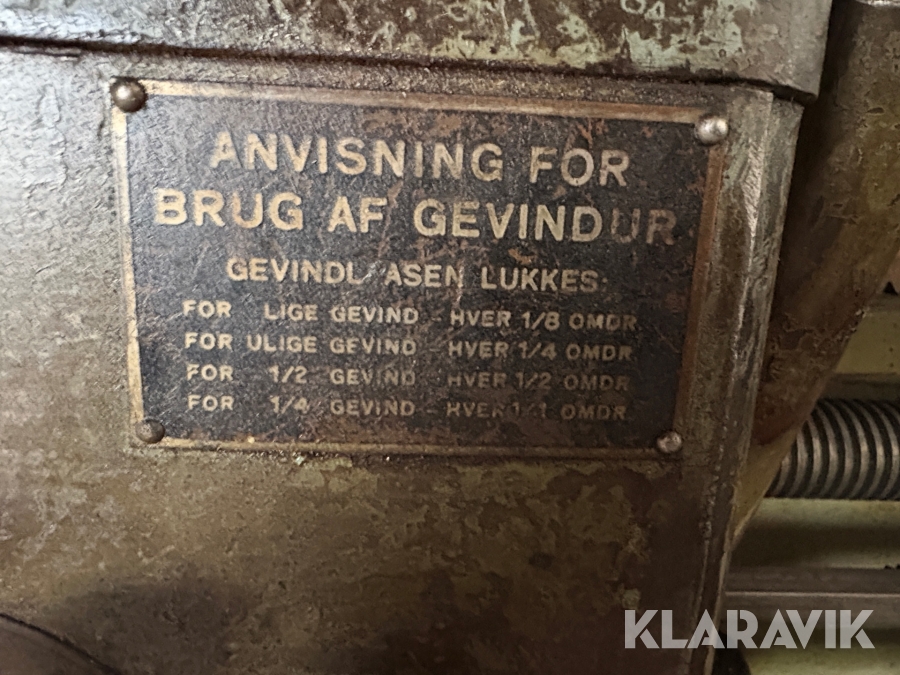 ANVISNING FOR
BRUG AF GEVINDUR
GEVINDLAASEN LUKKES:
FOR LIGE GEVIND - HVER 1/8 OMDR.
FOR ULIGE GEVIND - HVER 1/4 OMDR.
FOR 1/2 GEVIND - HVER 1/2 OMDR.
FOR 1/4 GEVIND - HVER 1/1 OMDR.
KLARAVIK